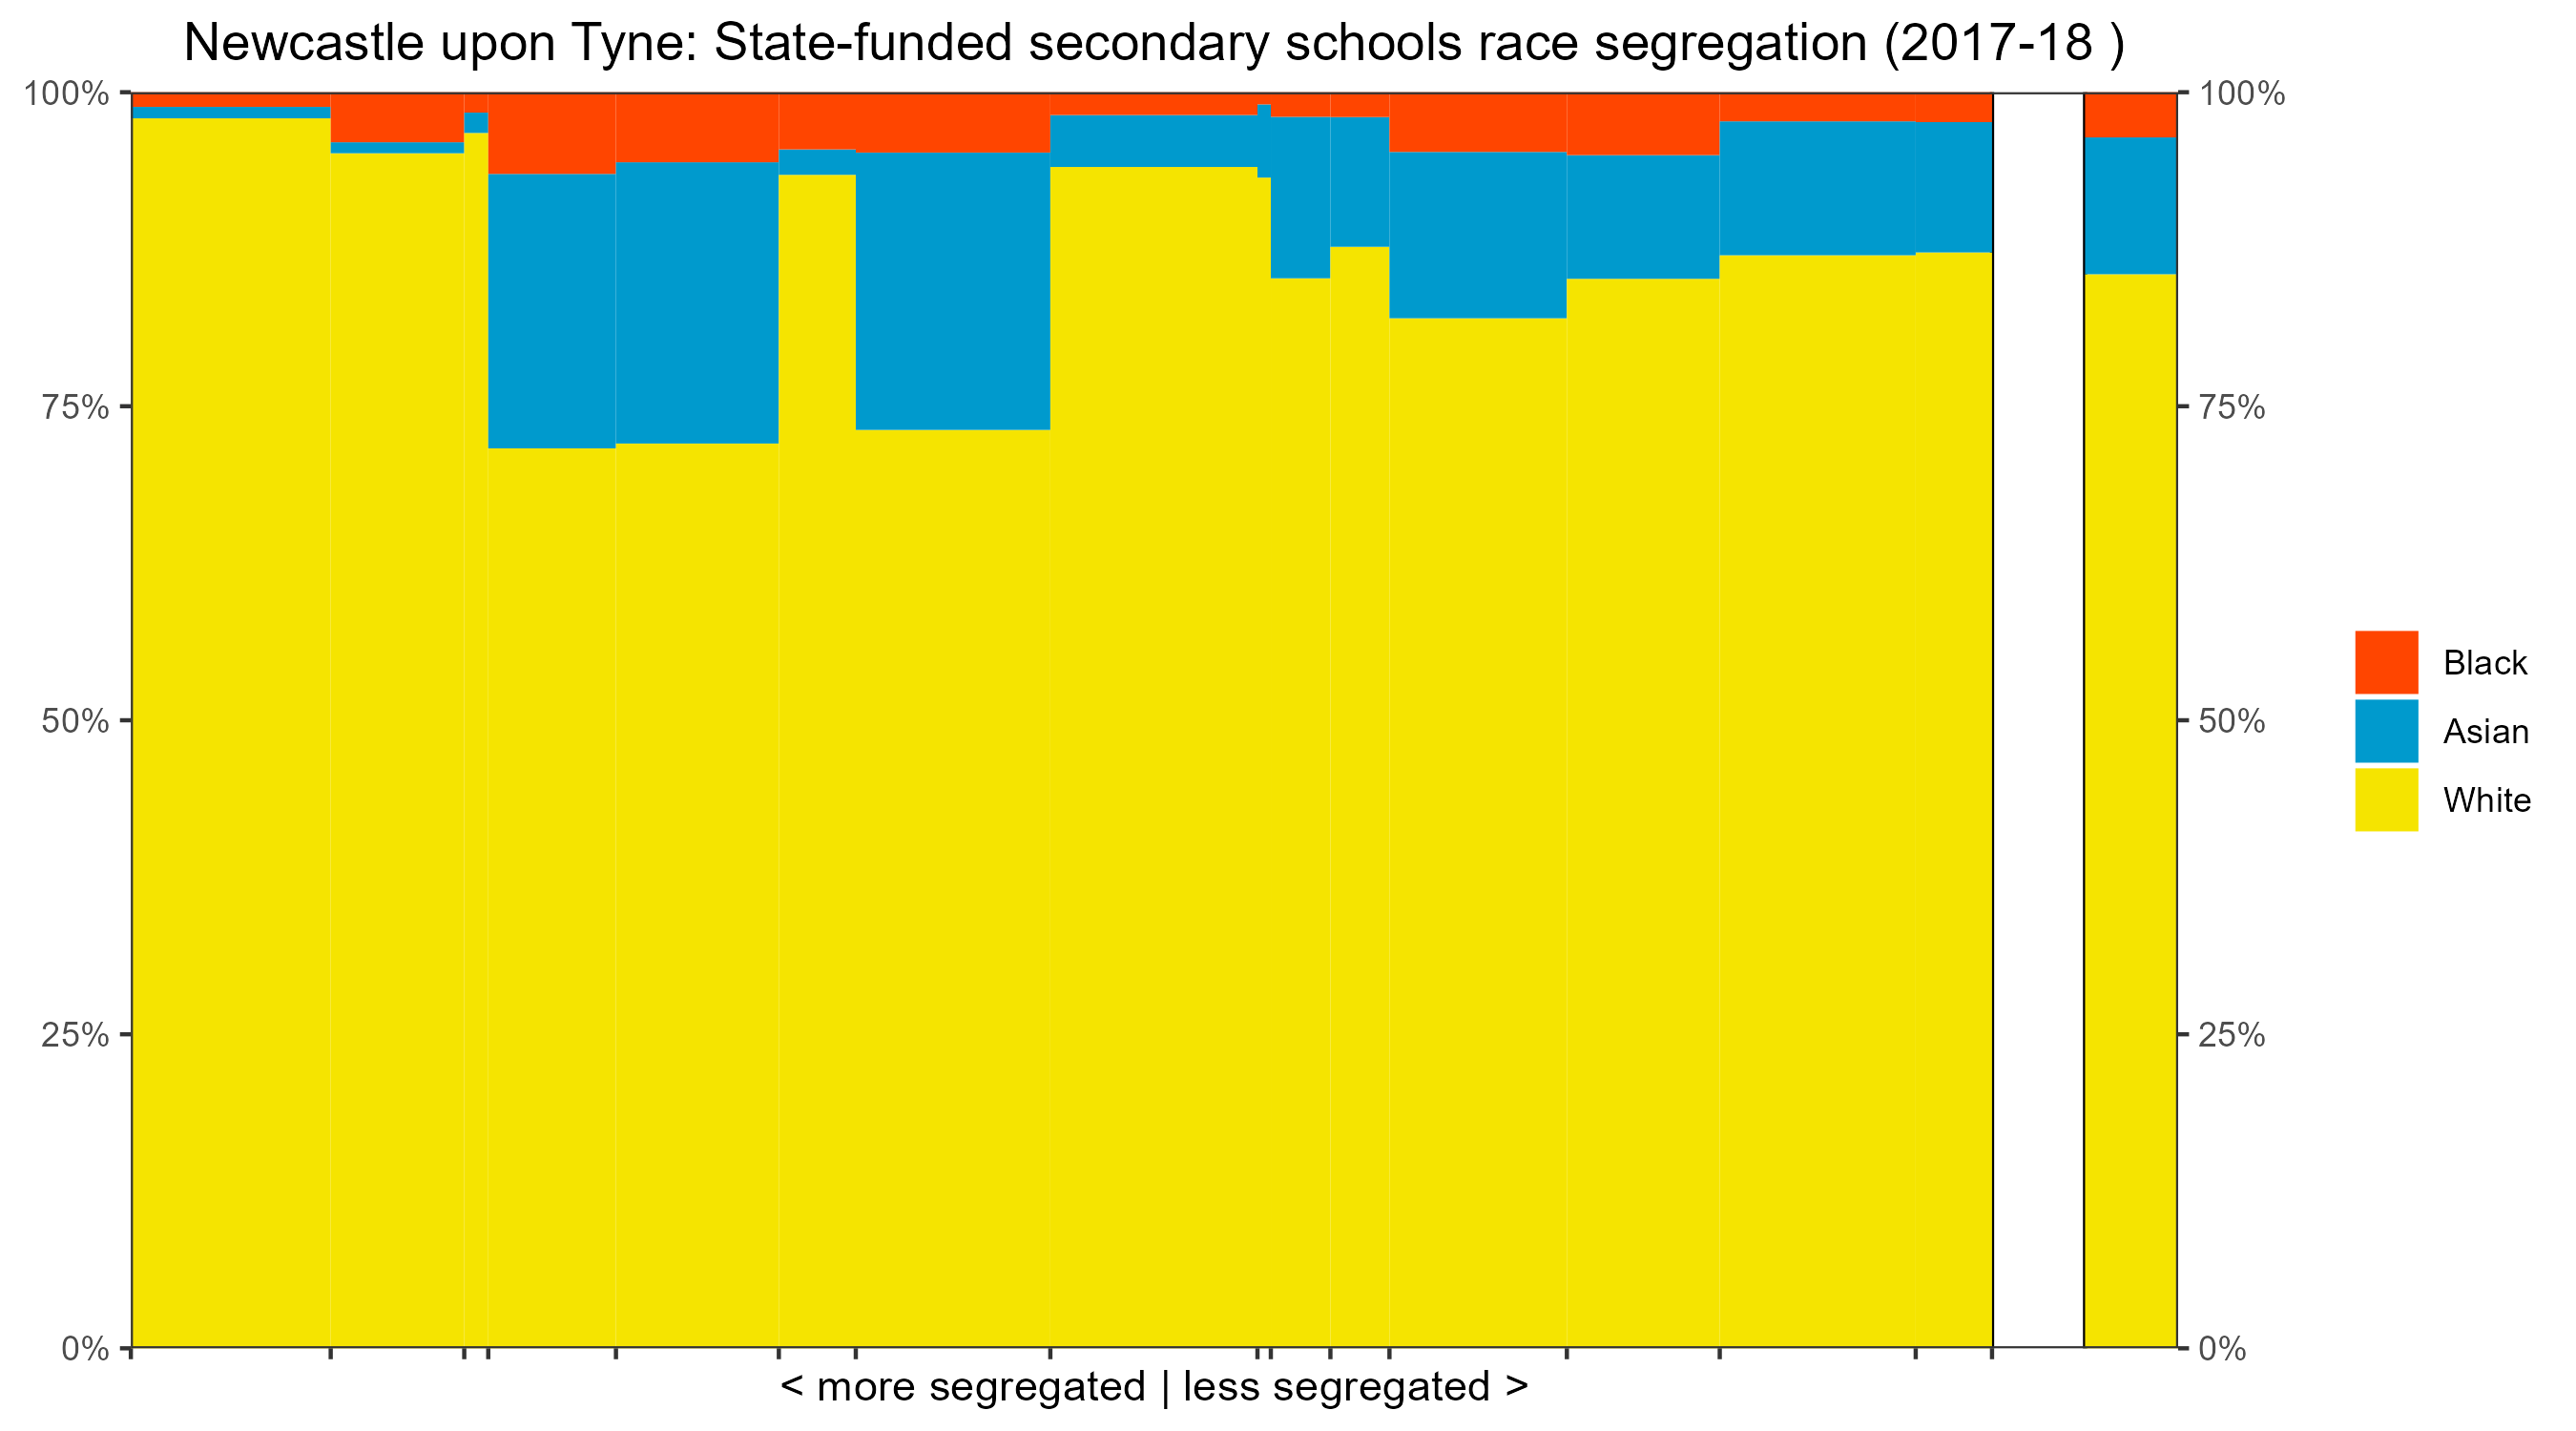 Newcastle upon Tyne: State-funded secondary schools race segregation (2017-18 )
100%
75%
50%
25%
0%
100%
75%
50%
25%
0%
Black
Asian
White
< more segregated | less segregated >